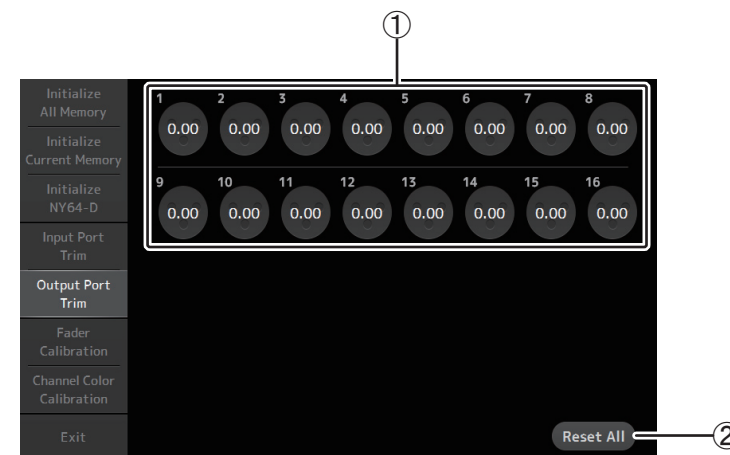 ①
Initialize
All Memory
Initialize
Current Memory
Initialize
NY64-D
Input Port
Trim
Output Port
Trim
Fader
Calibration
Channel Color
Calibration
Exit
1 2 3 4 5 6 7 8
0.00 0.00 0.00 0.00 0.00 0.00 0.00 0.00
9 10 11 12 13 14 15 16
0.00 0.00 0.00 0.00 0.00 0.00 0.00 0.00
Reset All
②